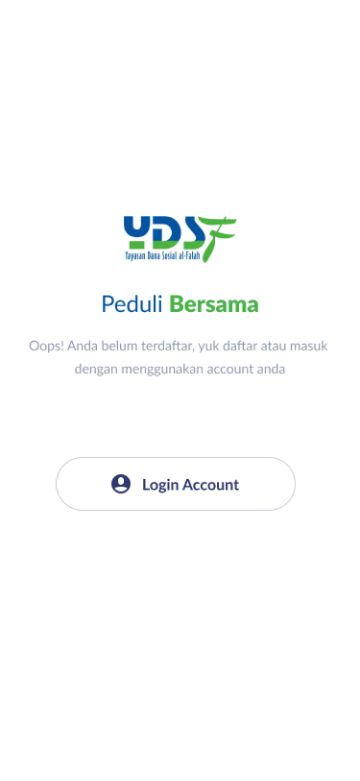 YDSF
Yayasan Dana Sosial al-Falah
Peduli Bersama
Oops! Anda belum terdaftar, yuk daftar atau masuk
dengan menggunakan account anda
Login Account